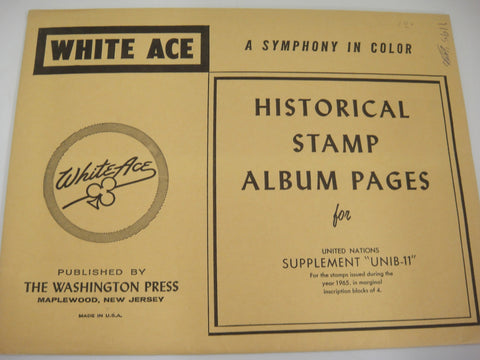 WHITE ACE
A SYMPHONY IN COLOR
HISTORICAL
STAMP
ALBUM PAGES
for
UNITED NATIONS
SUPPLEMENT "UNIB-11"
For the stamps issued during the
year 1965, in marginal
inscription blocks of 4.
White Ace
PUBLISHED BY
THE WASHINGTON PRESS
MAPLEWOOD, NEW JERSEY
MADE IN U.S.A.